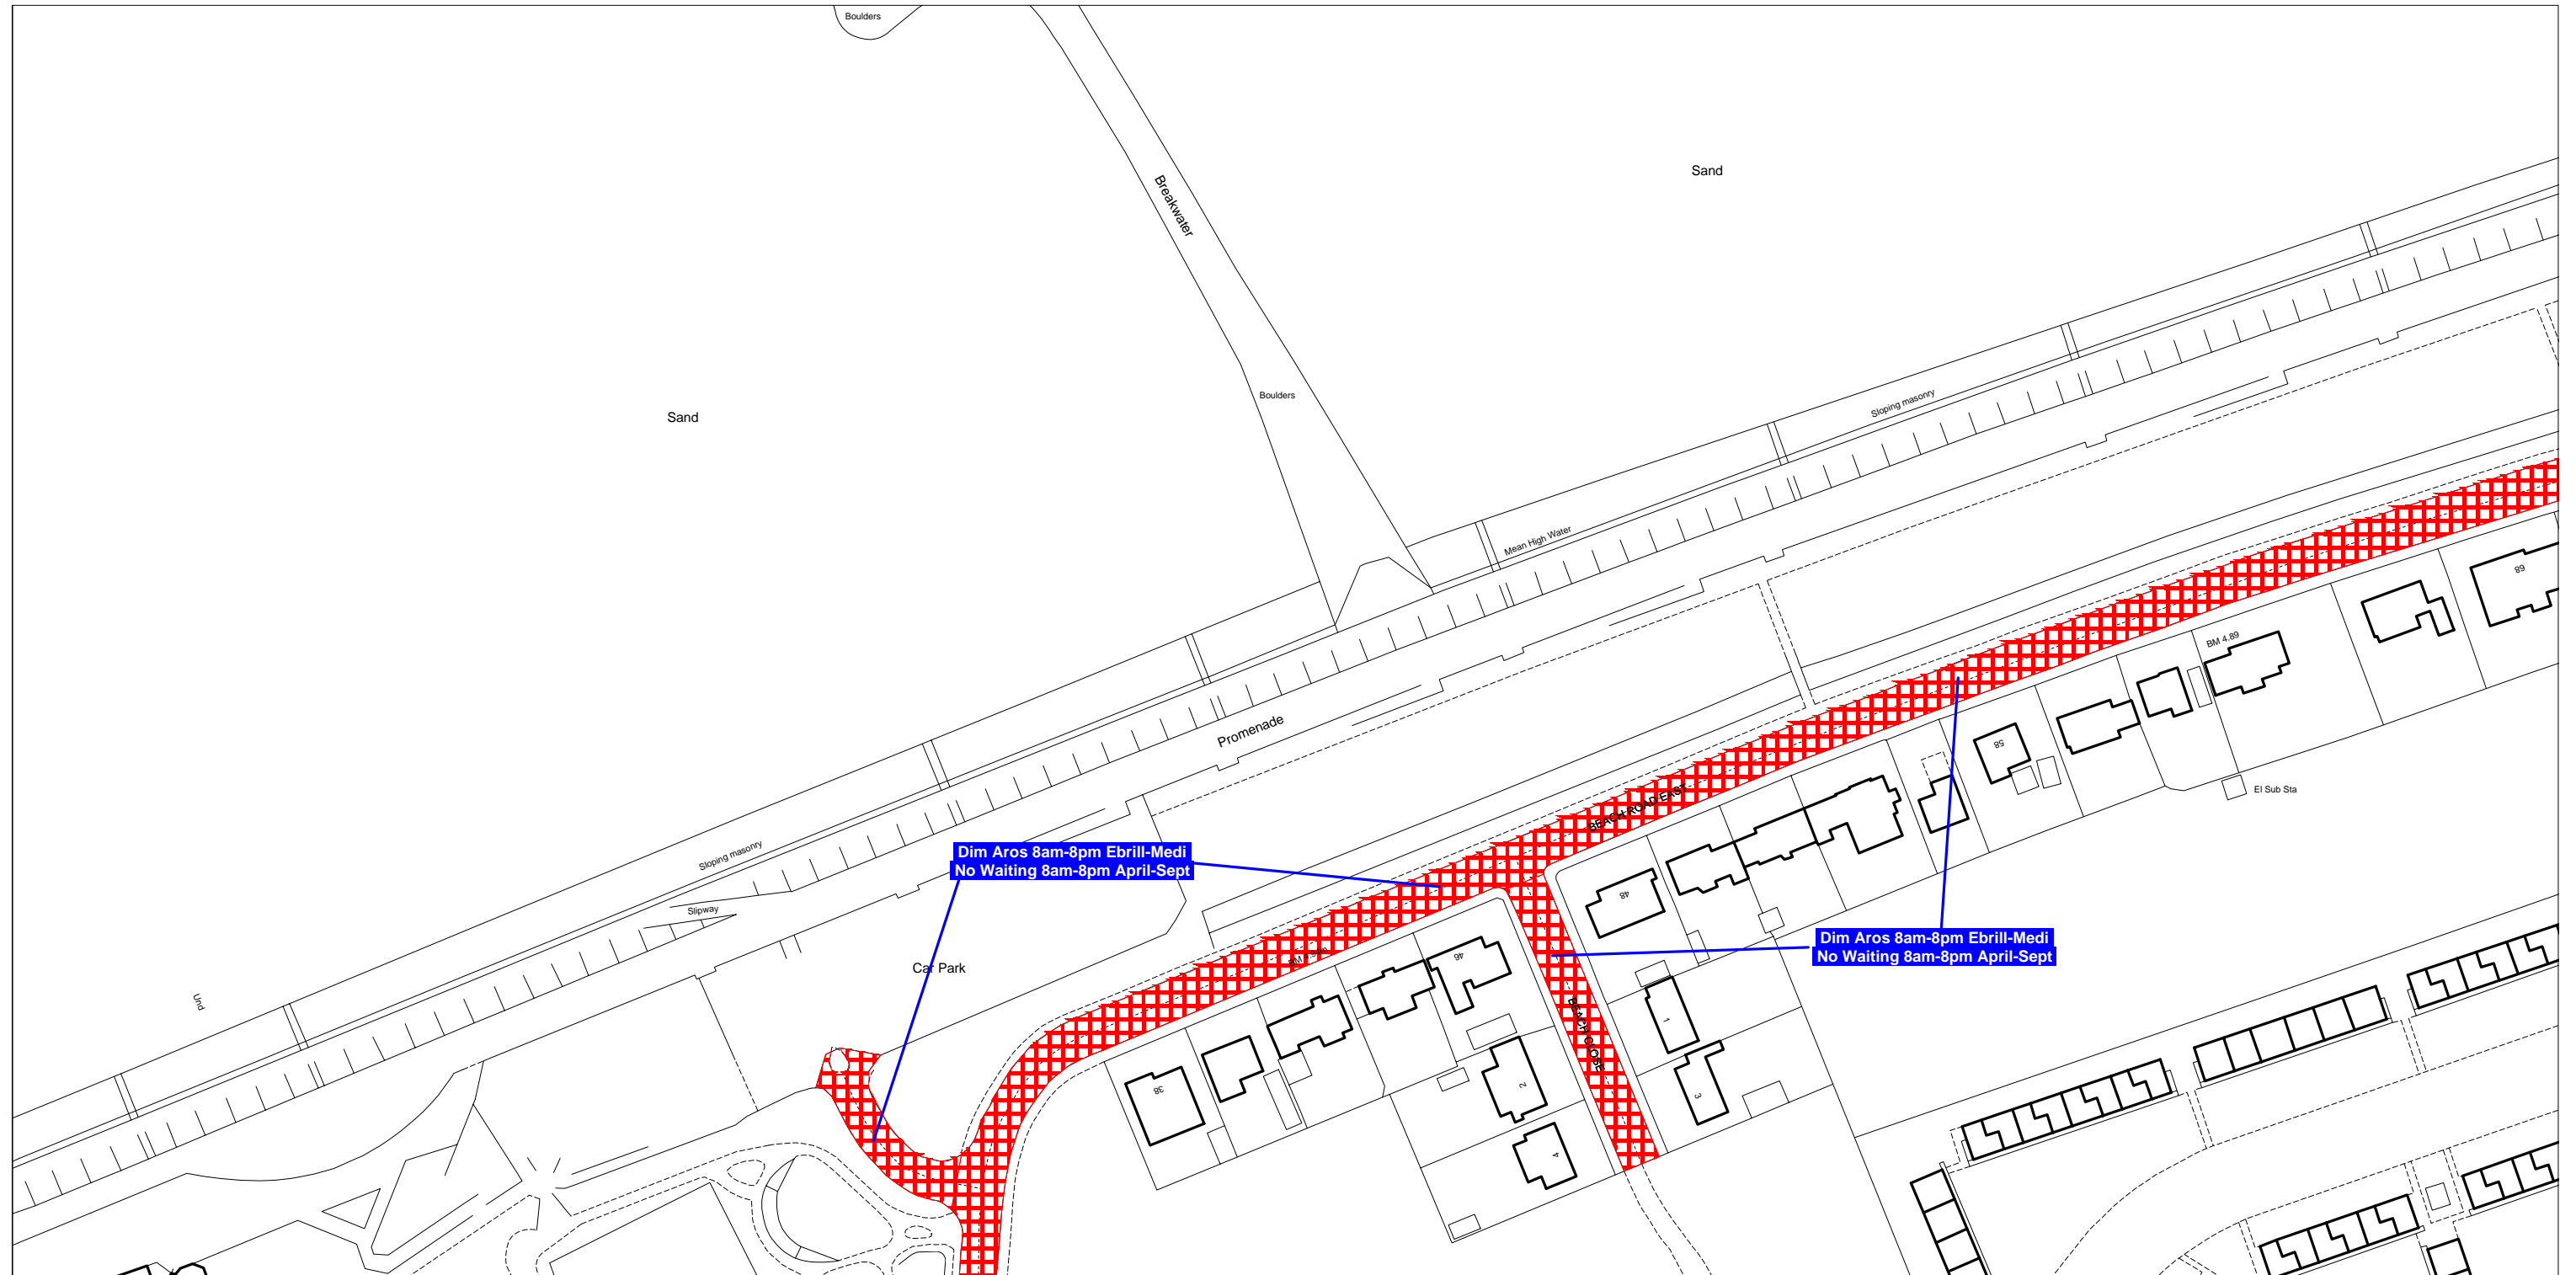 Boulders
Sand
Breakwater
Sand
Boulders
Sloping masonry
Mean High Water
68
BM 4.89
58
El Sub Sta
Promenade
BEACH ROAD EAST
Sloping masonry
Dim Aros 8am-8pm Ebrill-Medi
No Waiting 8am-8pm April-Sept
48
Slipway
Dim Aros 8am-8pm Ebrill-Medi
No Waiting 8am-8pm April-Sept
46
Car Park
Und
BEACH CLOSE
1
38
2
3
4